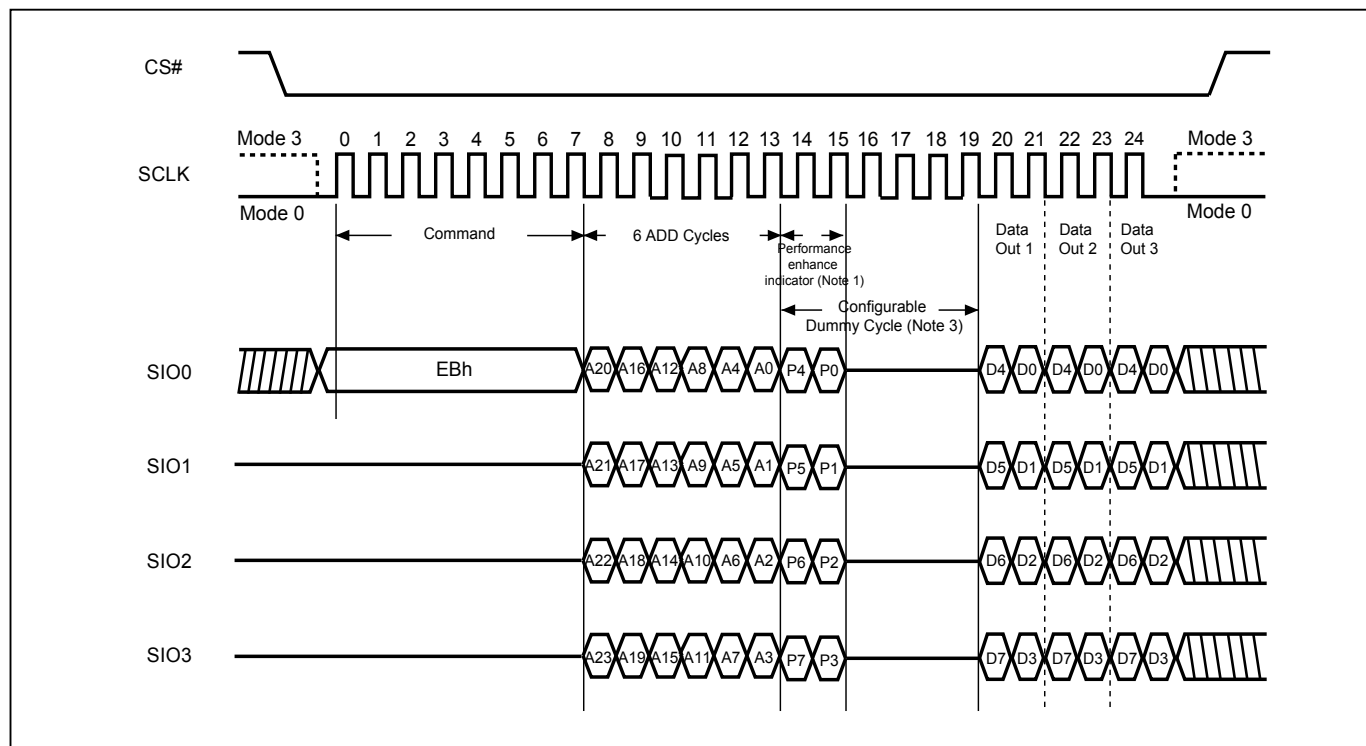 CS#
Mode 3 0 1 2 3 4 5 6 7 8 9 10 11 12 13 14 15 16 17 18 19 20 21 22 23 24 Mode 3
SCLK
Mode 0 Mode 0
Command 6 ADD Cycles Performance enhance indicator (Note 1) Data Out 1 Data Out 2 Data Out 3
Configurable
Dummy Cycle (Note 3)
SIO0 EBh A20 A16 A12 A8 A4 A0 P4 P0 D4 D0 D4 D0 D4 D0
SIO1 A21 A17 A13 A9 A5 A1 P5 P1 D5 D1 D5 D1 D5 D1
SIO2 A22 A18 A14 A10 A6 A2 P6 P2 D6 D2 D6 D2 D6 D2
SIO3 A23 A19 A15 A11 A7 A3 P7 P3 D7 D3 D7 D3 D7 D3